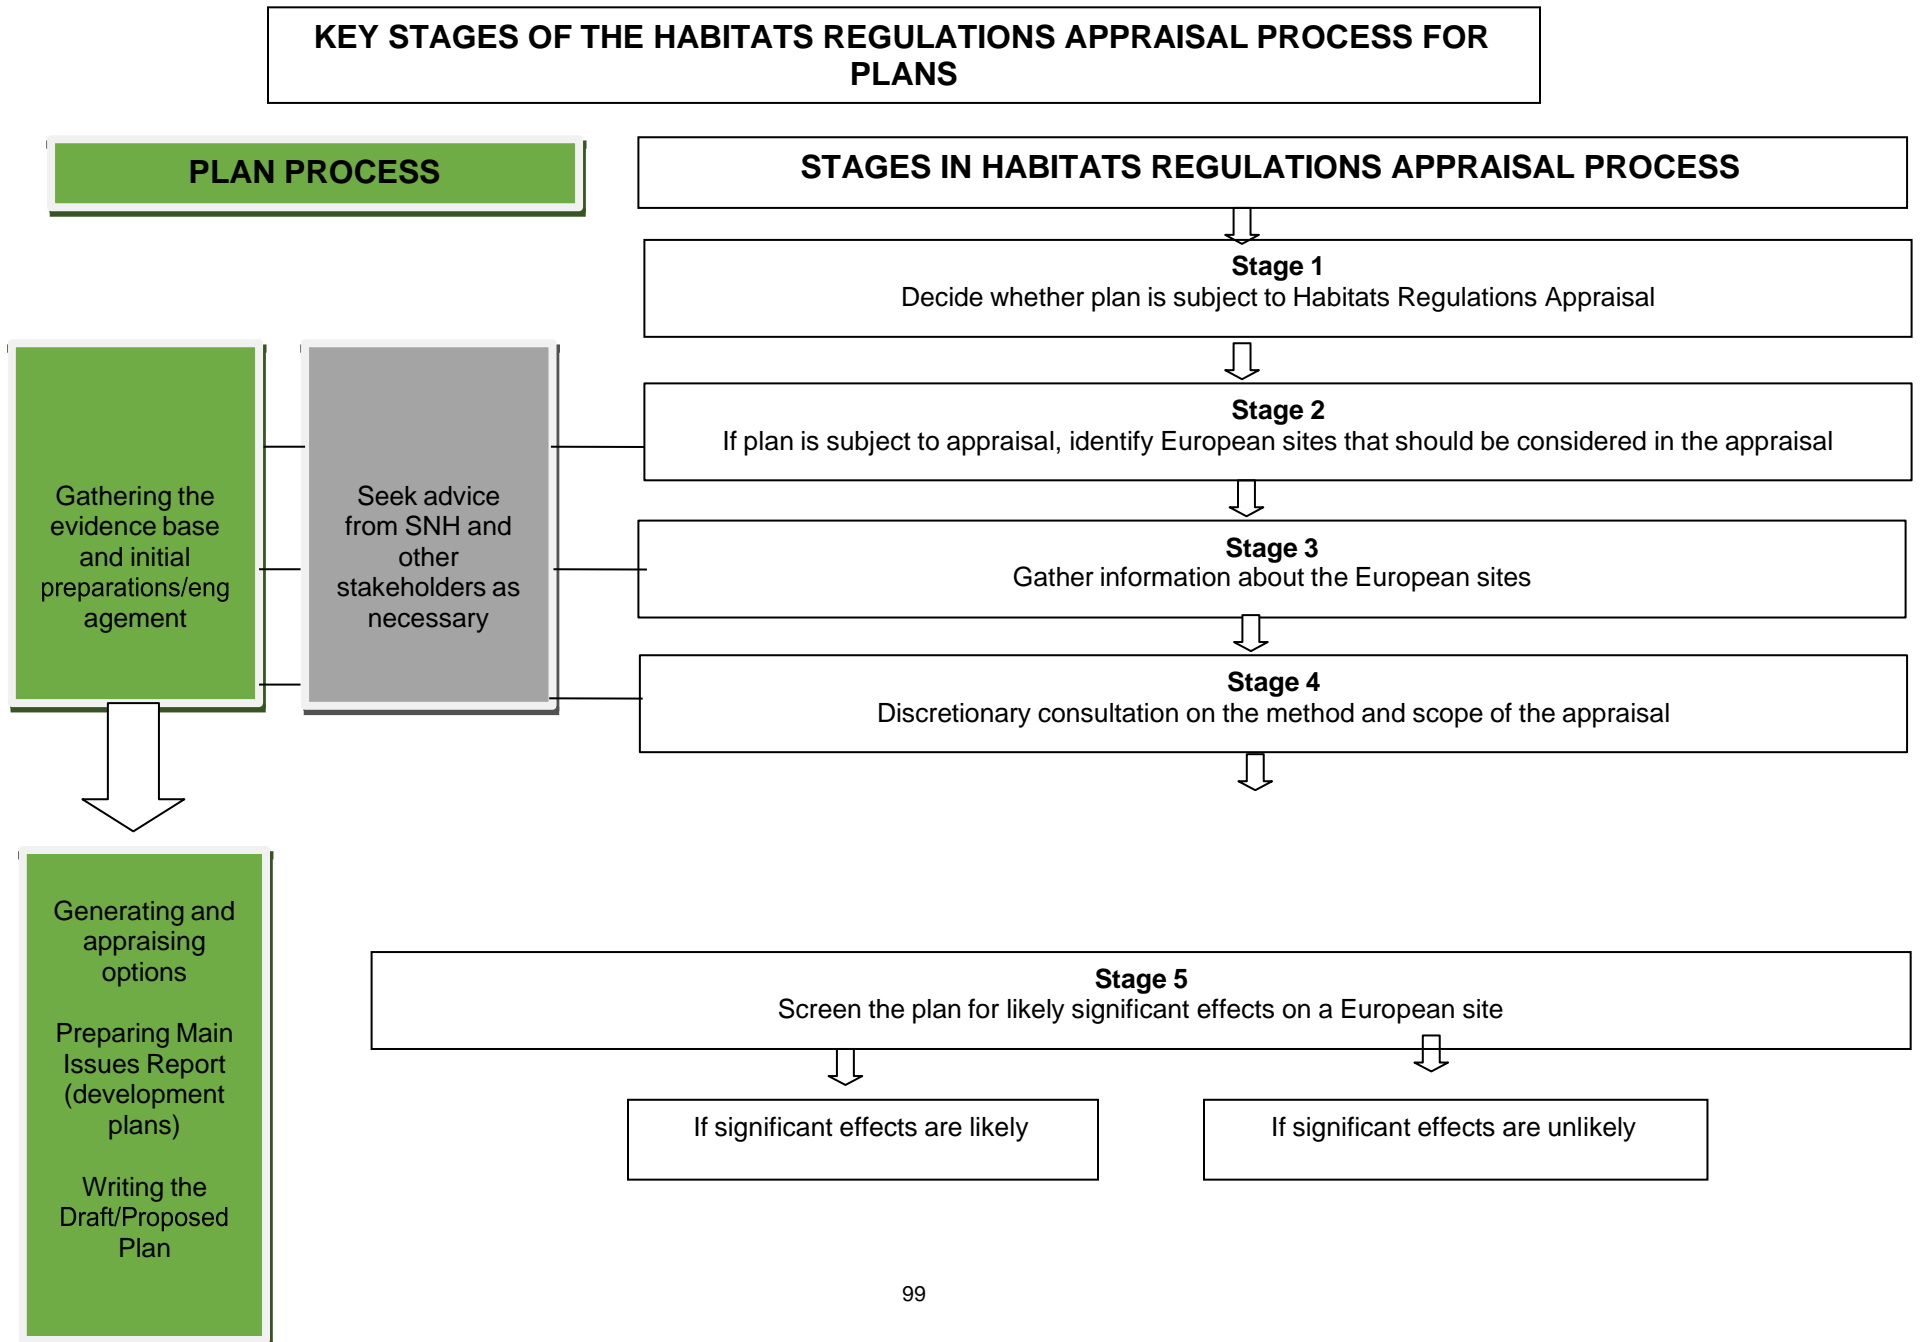 KEY STAGES OF THE HABITATS REGULATIONS APPRAISAL PROCESS FOR
PLANS
PLAN PROCESS
STAGES IN HABITATS REGULATIONS APPRAISAL PROCESS
Stage 1
Decide whether plan is subject to Habitats Regulations Appraisal
Gathering the
evidence base
and initial
preparations/eng
agement
Seek advice
from SNH and
other
stakeholders as
necessary
Stage 2
If plan is subject to appraisal, identify European sites that should be considered in the appraisal
Stage 3
Gather information about the European sites
Stage 4
Discretionary consultation on the method and scope of the appraisal
Generating and
appraising
options
Preparing Main
Issues Report
(development
plans)
Writing the
Draft/Proposed
Plan
Stage 5
Screen the plan for likely significant effects on a European site
If significant effects are likely
If significant effects are unlikely
99